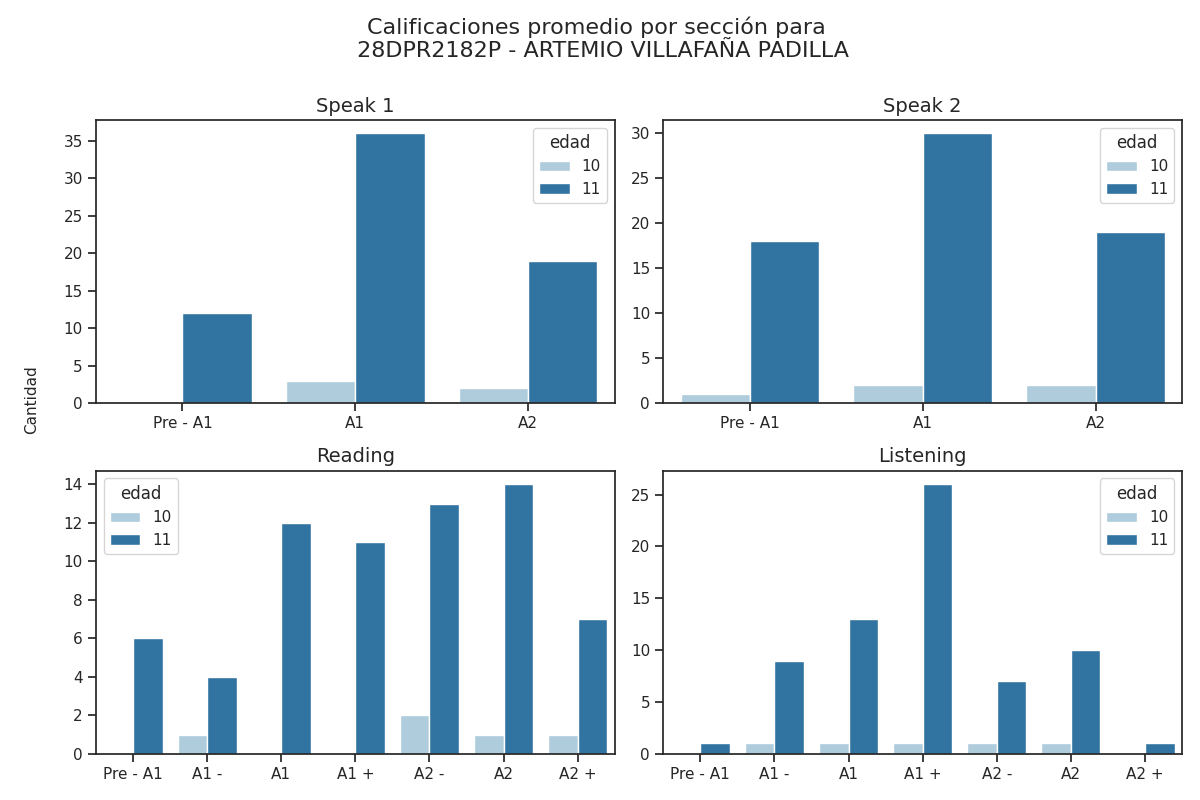 Calificaciones promedio por sección para
28DPR2182P - ARTEMIO VILLAFAÑA PADILLA
Cantidad
Speak 1
35
30
25
20
15
10
5
0
Pre - A1
A1
A2
edad
10
11
Speak 2
30
25
20
15
10
5
0
Pre - A1
A1
A2
edad
10
11
Reading
14
12
10
8
6
4
2
0
Pre - A1
A1 -
A1
A1 +
A2 -
A2
A2 +
edad
10
11
Listening
25
20
15
10
5
0
Pre - A1
A1 -
A1
A1 +
A2 -
A2
A2 +
edad
10
11